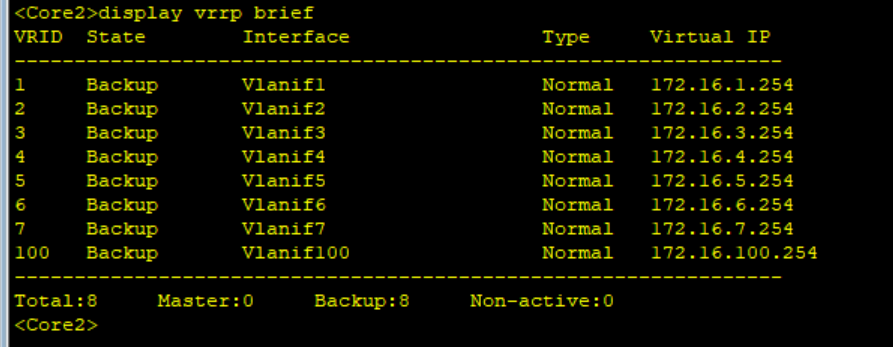 <Core2>display vrrp brief
VRID  State        Interface                Type     Virtual IP
----------------------------------------------------------------
1     Backup       Vlanif1                  Normal   172.16.1.254
2     Backup       Vlanif2                  Normal   172.16.2.254
3     Backup       Vlanif3                  Normal   172.16.3.254
4     Backup       Vlanif4                  Normal   172.16.4.254
5     Backup       Vlanif5                  Normal   172.16.5.254
6     Backup       Vlanif6                  Normal   172.16.6.254
7     Backup       Vlanif7                  Normal   172.16.7.254
100   Backup       Vlanif100                Normal   172.16.100.254
----------------------------------------------------------------
Total:8     Master:0     Backup:8     Non-active:0
<Core2>